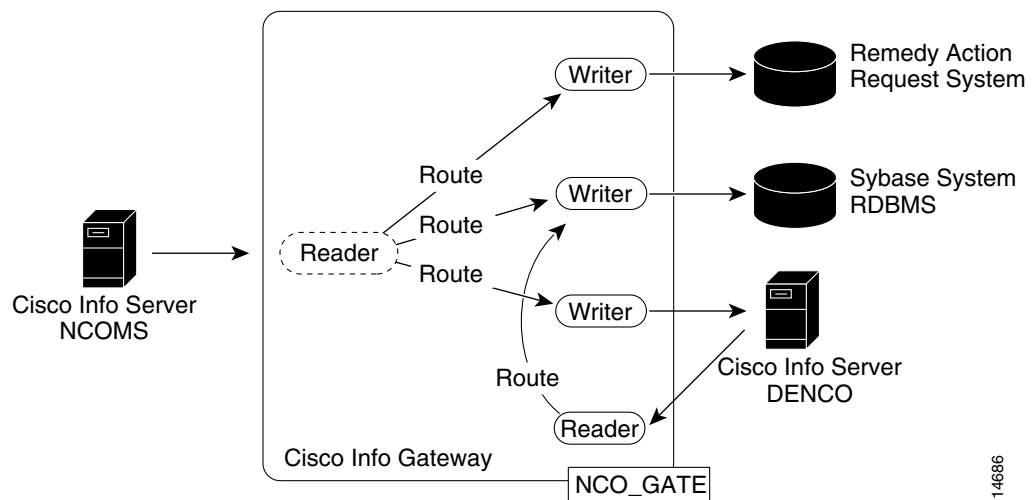 Writer
Remedy Action
Request System
Route
Writer
Sybase System
RDBMS
Route
Reader
Route
Cisco Info Server
NCOMS
Writer
Cisco Info Server
DENCO
Route
Reader
Cisco Info Gateway
NCO_GATE
14686